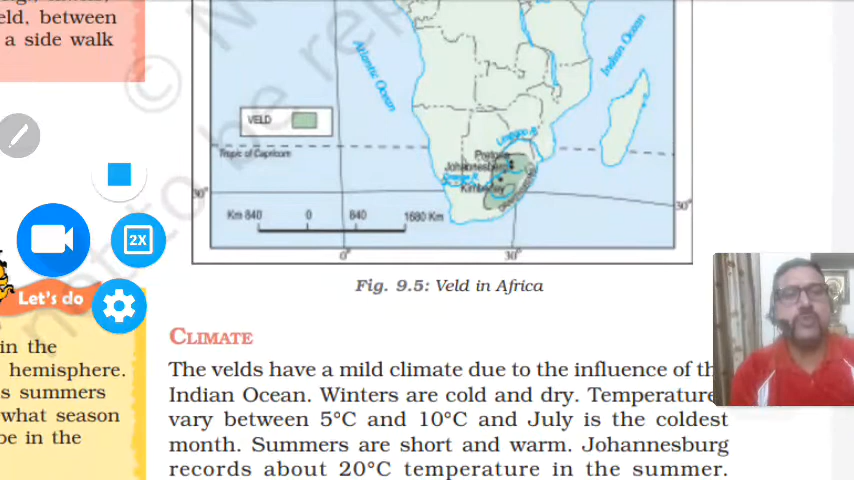 eld, between
a side walk
Atlantic Ocean
Indian Ocean
VELD
Limpopo R.
Tropic of Capricorn
Pretoria
Johannesburg
Orange R.
Kimberley
30°
30°
Km 840 0 840 1680 Km
0° 30°
Fig. 9.5: Veld in Africa
2X
Let's do
in the
hemisphere.
s summers
what season
be in the
CLIMATE
The velds have a mild climate due to the influence of th
Indian Ocean. Winters are cold and dry. Temperature
vary between 5°C and 10°C and July is the coldest
month. Summers are short and warm. Johannesburg
records about 20°C temperature in the summer.